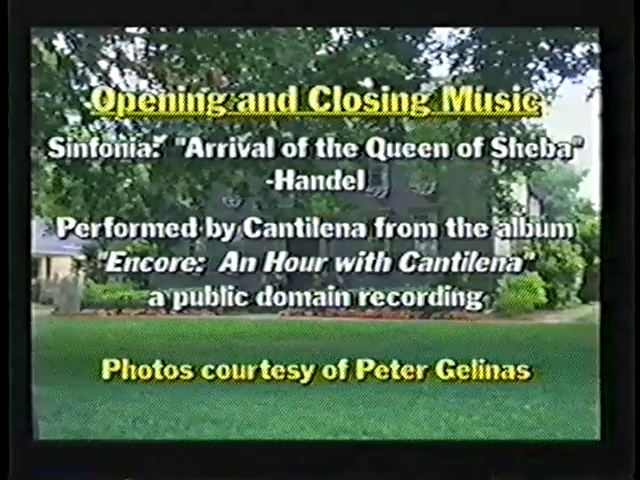 Opening and Closing Music
Sinfonia: "Arrival of the Queen of Sheba"
-Handel
Performed by Cantilena from the album
"Encore: An Hour with Cantilena"
a public domain recording
Photos courtesy of Peter Gelinas